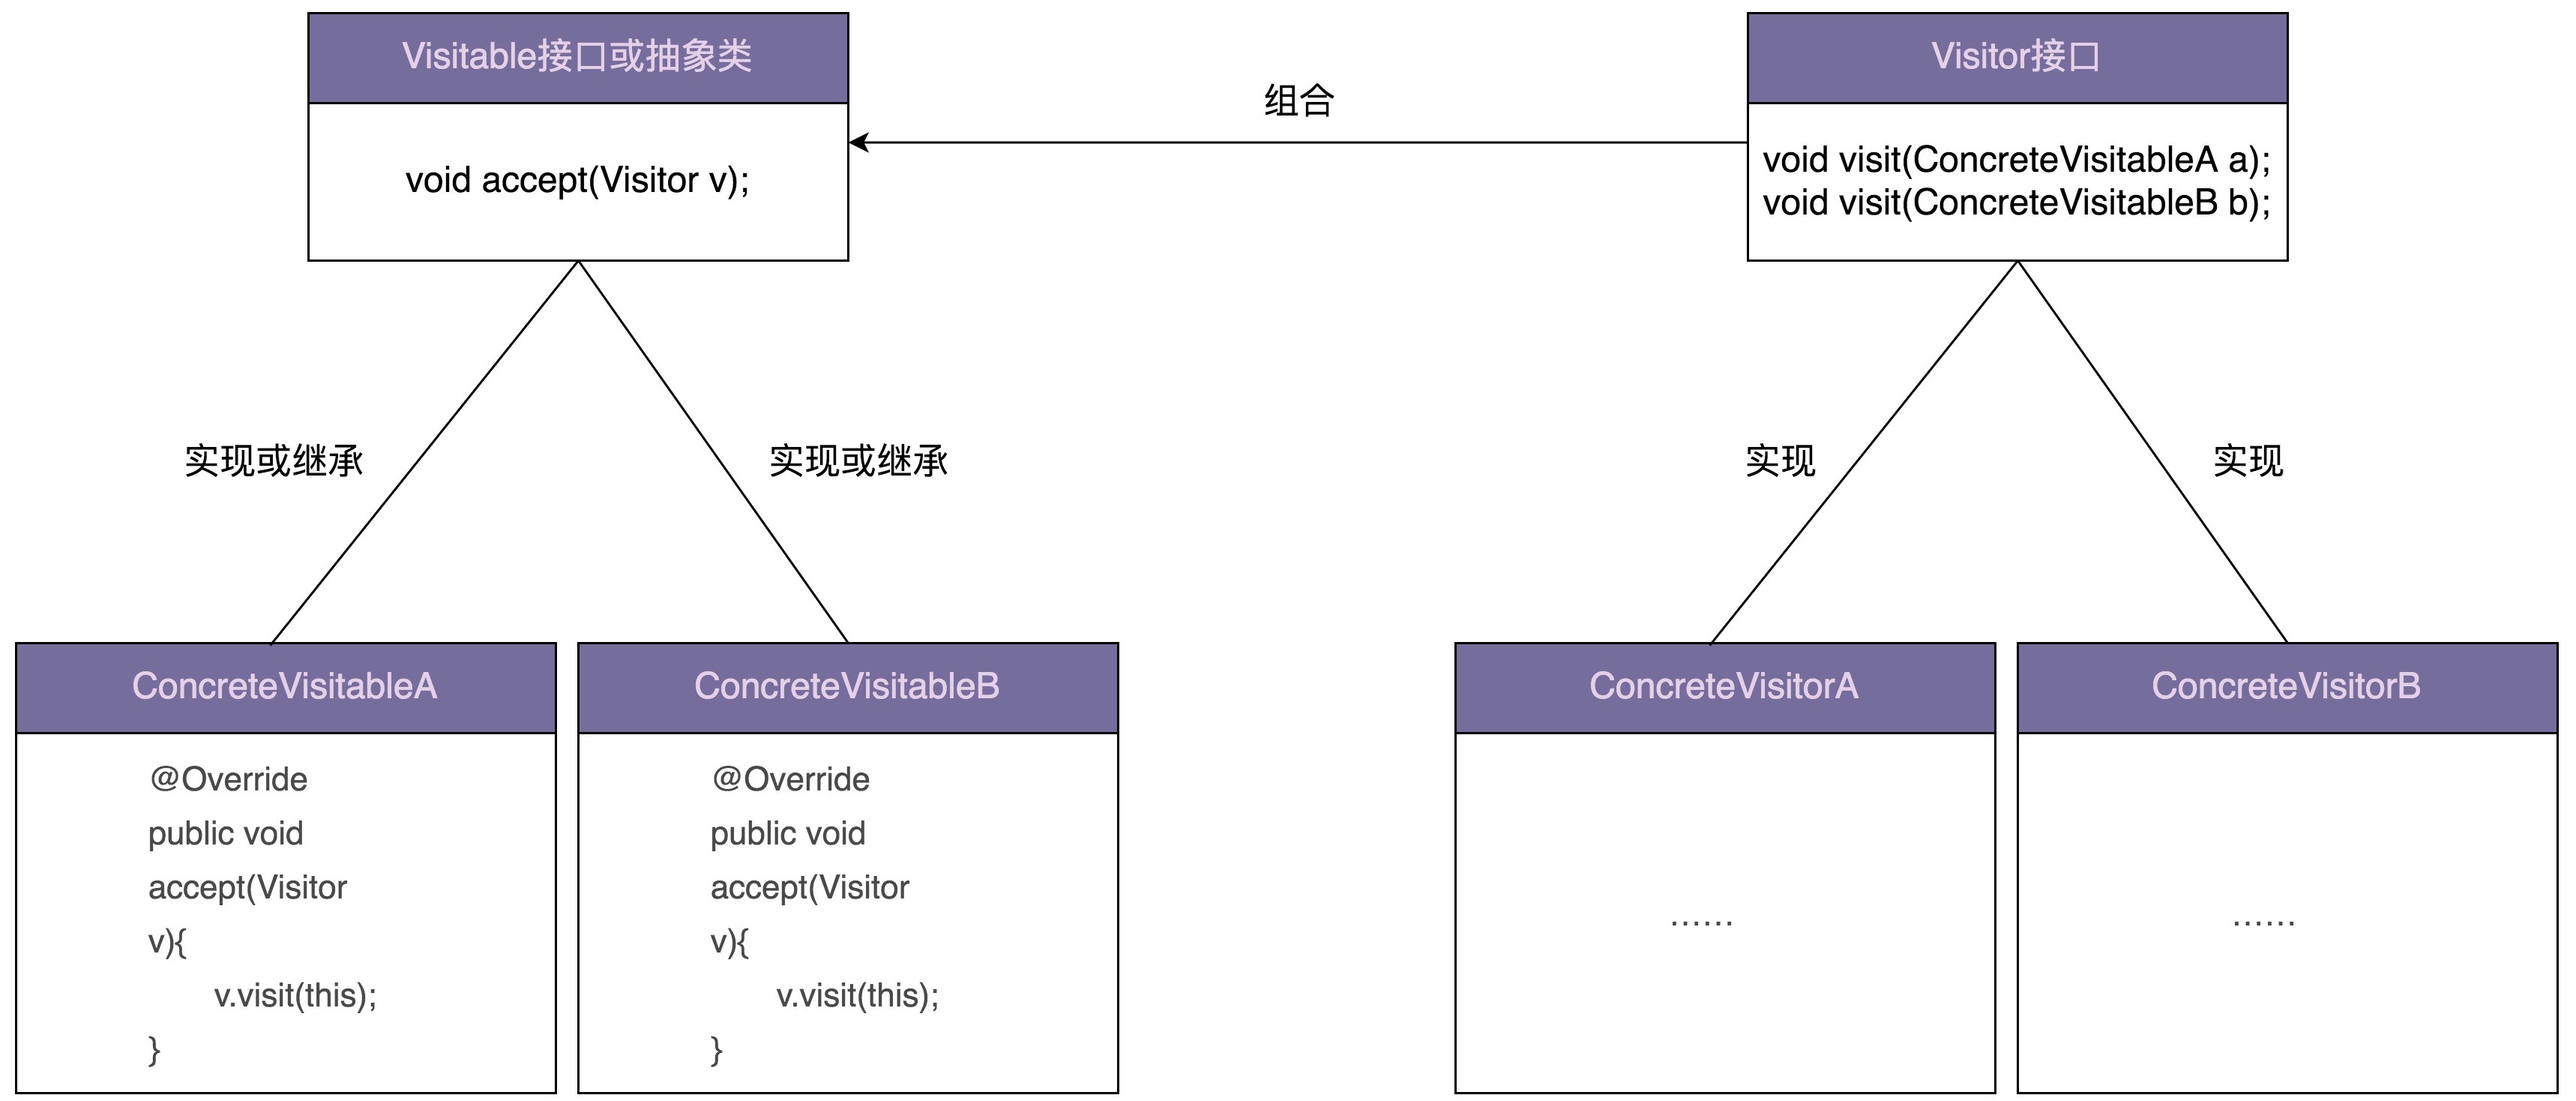 Visitable接口或抽象类
void accept(Visitor v);
组合
Visitor接口
void visit(ConcreteVisitableA a);
void visit(ConcreteVisitableB b);
实现或继承
实现或继承
实现
实现
ConcreteVisitableA
@Override
public void
accept(Visitor
v){
v.visit(this);
}
ConcreteVisitableB
@Override
public void
accept(Visitor
v){
v.visit(this);
}
ConcreteVisitorA
......
ConcreteVisitorB
......